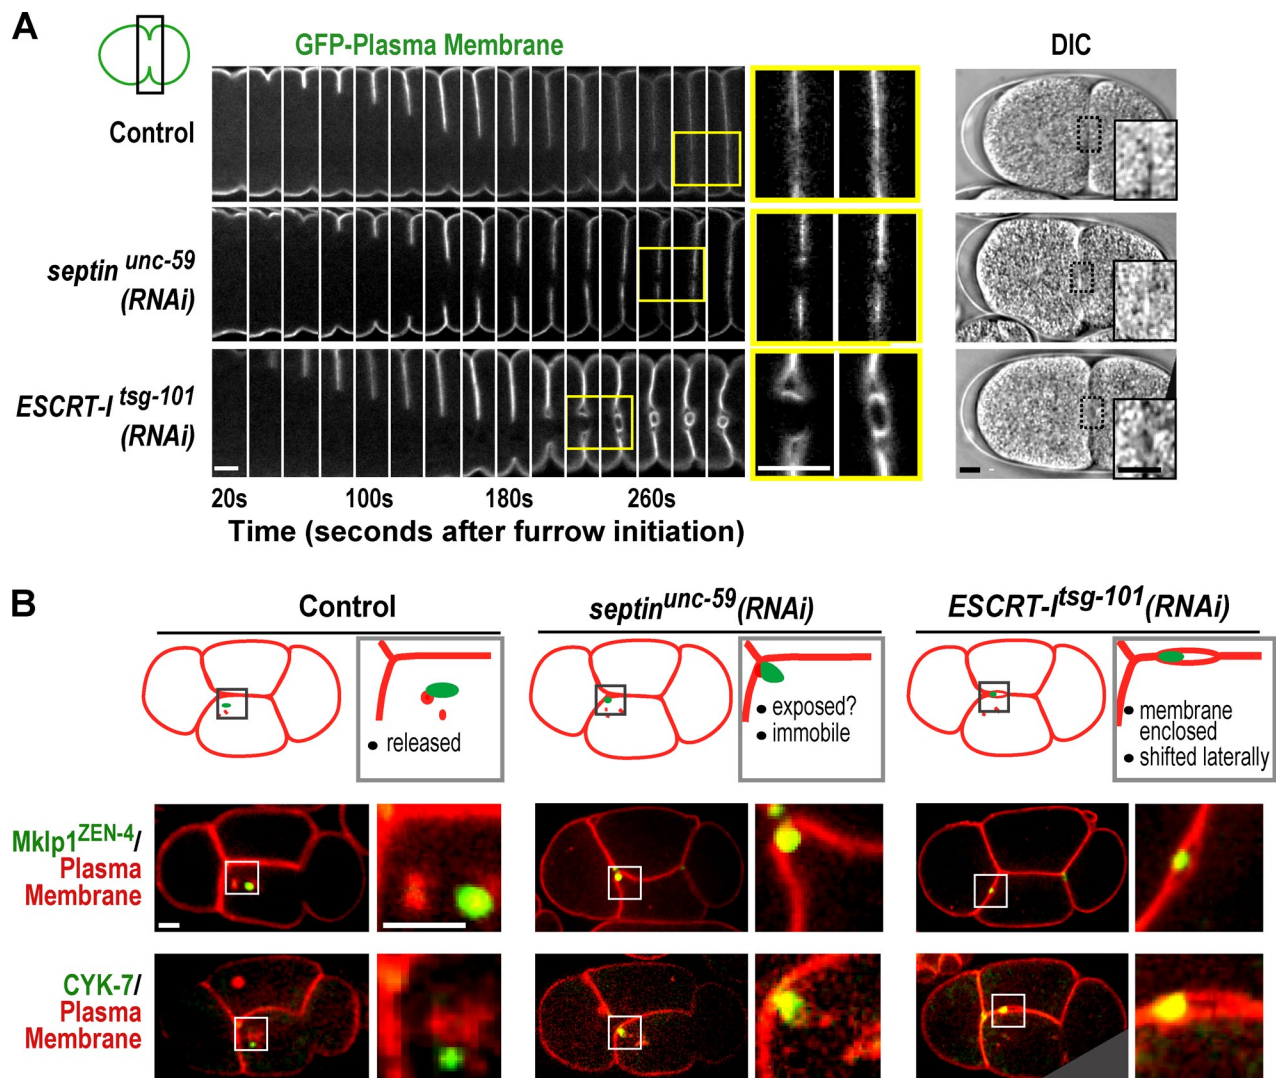 A
GFP-Plasma Membrane
DIC
Control
septin unc-59
(RNAi)
ESCRT-I tsg-101
(RNAi)
20s 100s 180s 260s
Time (seconds after furrow initiation)
B
Control
septin unc-59 (RNAi)
ESCRT-I tsg-101 (RNAi)
• released
• exposed?
• immobile
• membrane
enclosed
• shifted laterally
Mklp1 ZEN-4/
Plasma
Membrane
CYK-7/
Plasma
Membrane